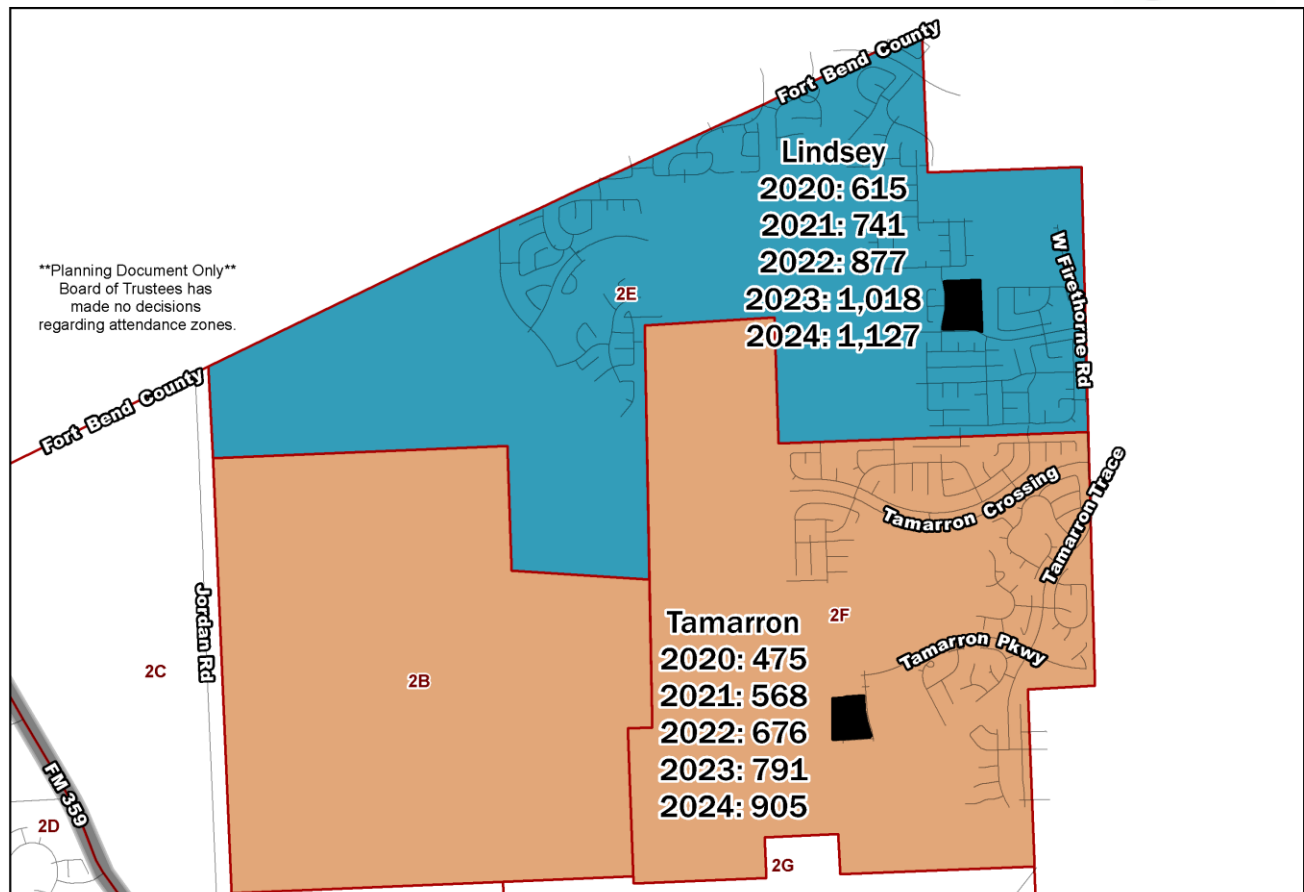 Fort Bend County
Lindsey
2020: 615
2021: 741
2022: 877
2023: 1,018
2024: 1,127
W Firethorne Rd
**Planning Document Only**
Board of Trustees has
made no decisions
regarding attendance zones.
2E
Fort Bend County
Tamarron Crossing
Tamarron Trace
Jordan Rd
Tamarron
2020: 475
2021: 568
2022: 676
2023: 791
2024: 905
2F
Tamarron Pkwy
2C
2B
FM 359
2D
2G